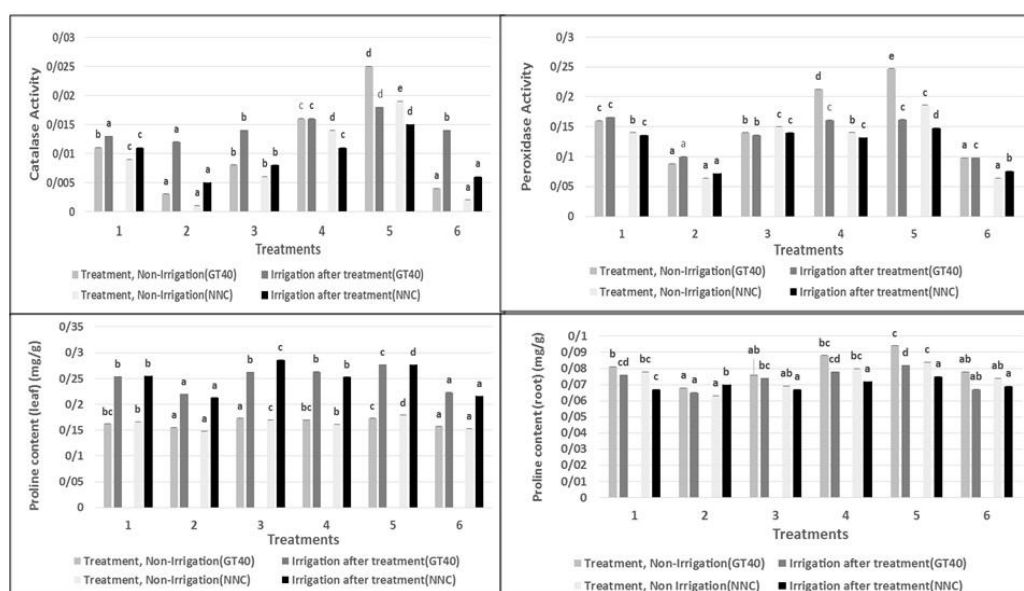 0/03
0/025
0/02
0/015
0/01
0/005
0
Catalase Activity
b a c
a a a a
b b b b
c c d c
d d e d
a b a a
1 2 3 4 5 6
Treatments
Treatment, Non-Irrigation(GT40) Irrigation after treatment(GT40)
Treatment, Non-Irrigation(NNC) Irrigation after treatment(NNC)
0/3
0/25
0/2
0/15
0/1
0/05
0
Peroxidase Activity
c c c c
a a a a
b b c c
d c c c
e c c d
a a a b
1 2 3 4 5 6
Treatments
Treatment, Non-Irrigation(GT40) Irrigation after treatment(GT40)
Treatment, Non-Irrigation(NNC) Irrigation after treatment(NNC)
0/35
0/3
0/25
0/2
0/15
0/1
0/05
0
Proline content (leaf) (mg/g)
bc b b b
a a a a
a b b c
bc b b b
c c d d
a a a a
1 2 3 4 5 6
Treatments
Treatment, Non-Irrigation(GT40) Irrigation after treatment(GT40)
Treatment, Non-Irrigation(NNC) Irrigation after treatment(NNC)
0/1
0/09
0/08
0/07
0/06
0/05
0/04
0/03
0/02
0/01
0
Proline content (root) (mg/g)
b cd bc c
a a a b
ab bc ab a
bc c bc a
c d c c
ab ab ab a
1 2 3 4 5 6
Treatments
Treatment, Non-Irrigation(GT40) Irrigation after treatment(GT40)
Treatment, Non Irrigation(NNC) Irrigation after treatment(NNC)